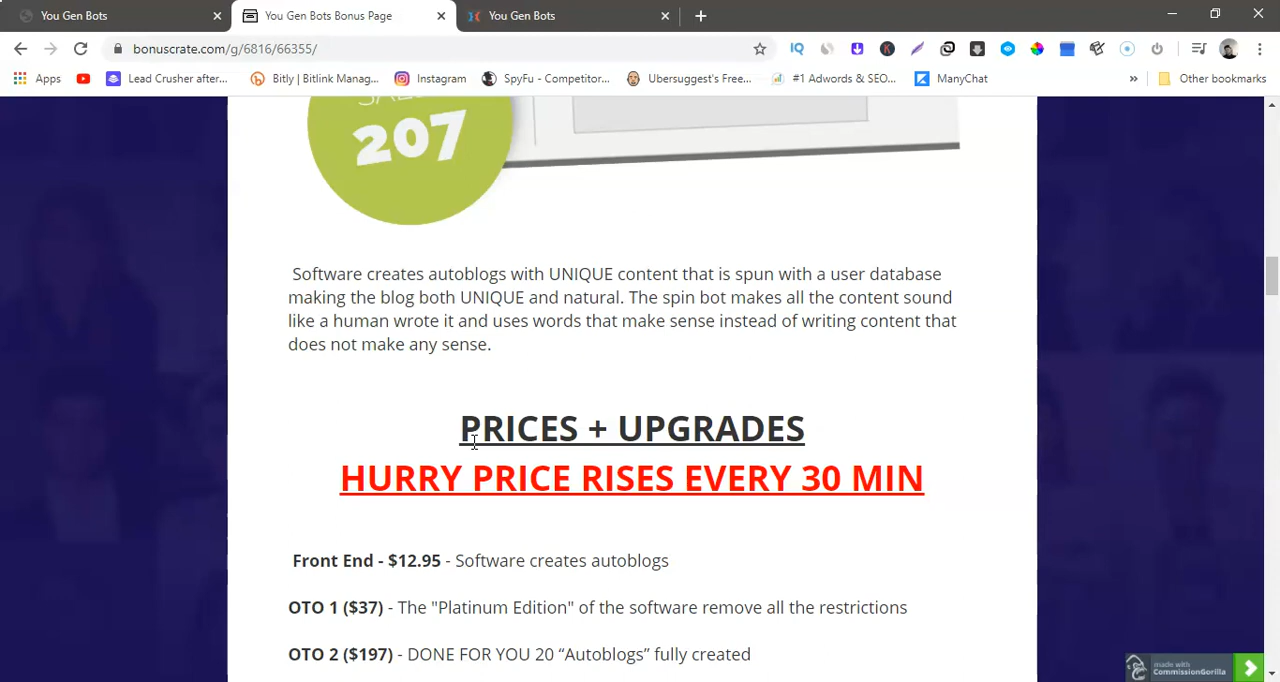 You Gen Bots
You Gen Bots Bonus Page
You Gen Bots
bonuscrate.com/g/6816/66355/
Apps
Lead Crusher after...
Bitly | Bitlink Manag...
Instagram
SpyFu - Competitor...
Ubersuggest's Free...
#1 Adwords & SEO...
ManyChat
»
Other bookmarks
207
Software creates autoblogs with UNIQUE content that is spun with a user database
making the blog both UNIQUE and natural. The spin bot makes all the content sound
like a human wrote it and uses words that make sense instead of writing content that
does not make any sense.
PRICES + UPGRADES
HURRY PRICE RISES EVERY 30 MIN
Front End - $12.95 - Software creates autoblogs
OTO 1 ($37) - The "Platinum Edition" of the software remove all the restrictions
OTO 2 ($197) - DONE FOR YOU 20 “Autoblogs” fully created
made with
CommissionGorilla